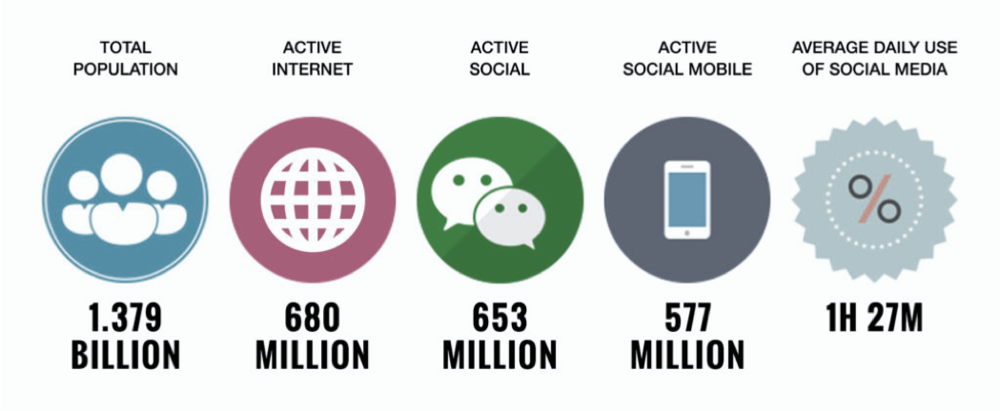 TOTAL
POPULATION
ACTIVE
INTERNET
ACTIVE
SOCIAL
ACTIVE
SOCIAL MOBILE
AVERAGE DAILY USE
OF SOCIAL MEDIA
%
1.379
BILLION
680
MILLION
653
MILLION
577
MILLION
1H 27M